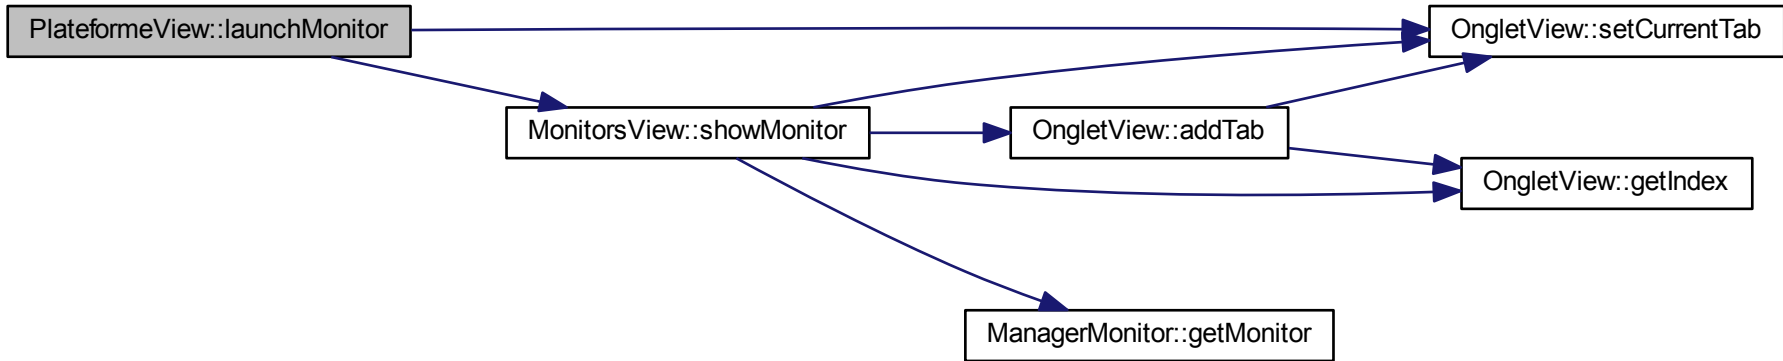 PlateformeView::launchMonitor
OngletView::setCurrentTab
MonitorsView::showMonitor
OngletView::addTab
OngletView::getIndex
ManagerMonitor::getMonitor